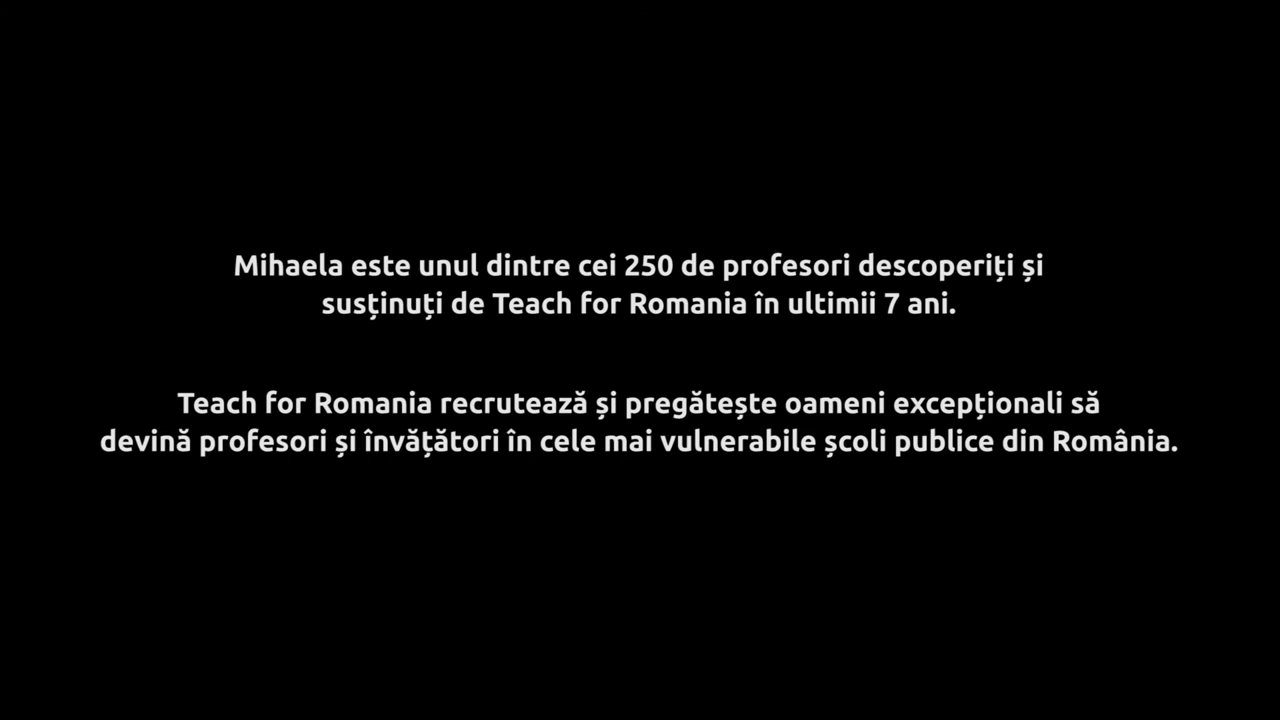 Mihaela este unul dintre cei 250 de profesori descoperiți și
susținuți de Teach for Romania în ultimii 7 ani.
Teach for Romania recrutează și pregătește oameni excepționali să
devină profesori și învățători în cele mai vulnerabile școli publice din România.